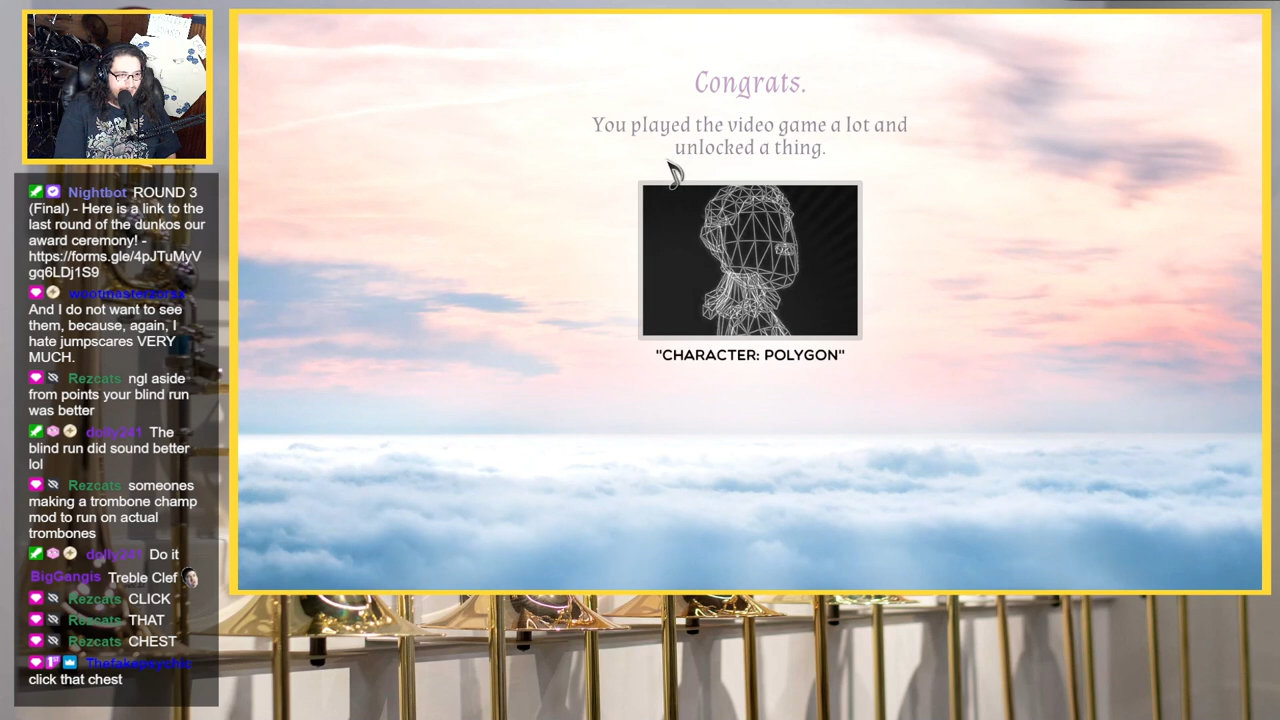 Congrats.
You played the video game a lot and
unlocked a thing.
"CHARACTER: POLYGON"
Nightbot ROUND 3
(Final) - Here is a link to the
last round of the dunkos our
award ceremony! -
https://forms.gle/4pJTuMyV
gq6LDj1S9
And I do not want to see
them, because, again, I
hate jumpscares VERY
MUCH.
Rezcats ngl aside
from points your blind run
was better
dolly241 The
blind run did sound better
lol
Rezcats someones
making a trombone champ
mod to run on actual
trombones
dolly241 Do it
BigGangis Treble Clef
Rezcats CLICK
Rezcats THAT
Rezcats CHEST
Thefakepsychic
click that chest